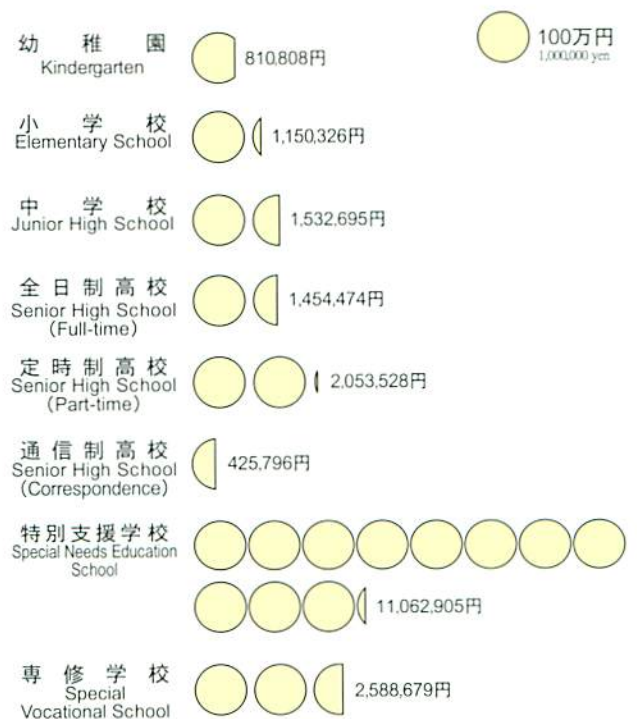 100万円
1,000,000 yen
幼稚園
Kindergarten
810,808円
小学校
Elementary School
1,150,326円
中学校
Junior High School
1,532,695円
全日制高校
Senior High School
(Full-time)
1,454,474円
定時制高校
Senior High School
(Part-time)
2,053,528円
通信制高校
Senior High School
(Correspondence)
425,796円
特別支援学校
Special Needs Education
School
11,062,905円
専修学校
Special
Vocational School
2,588,679円